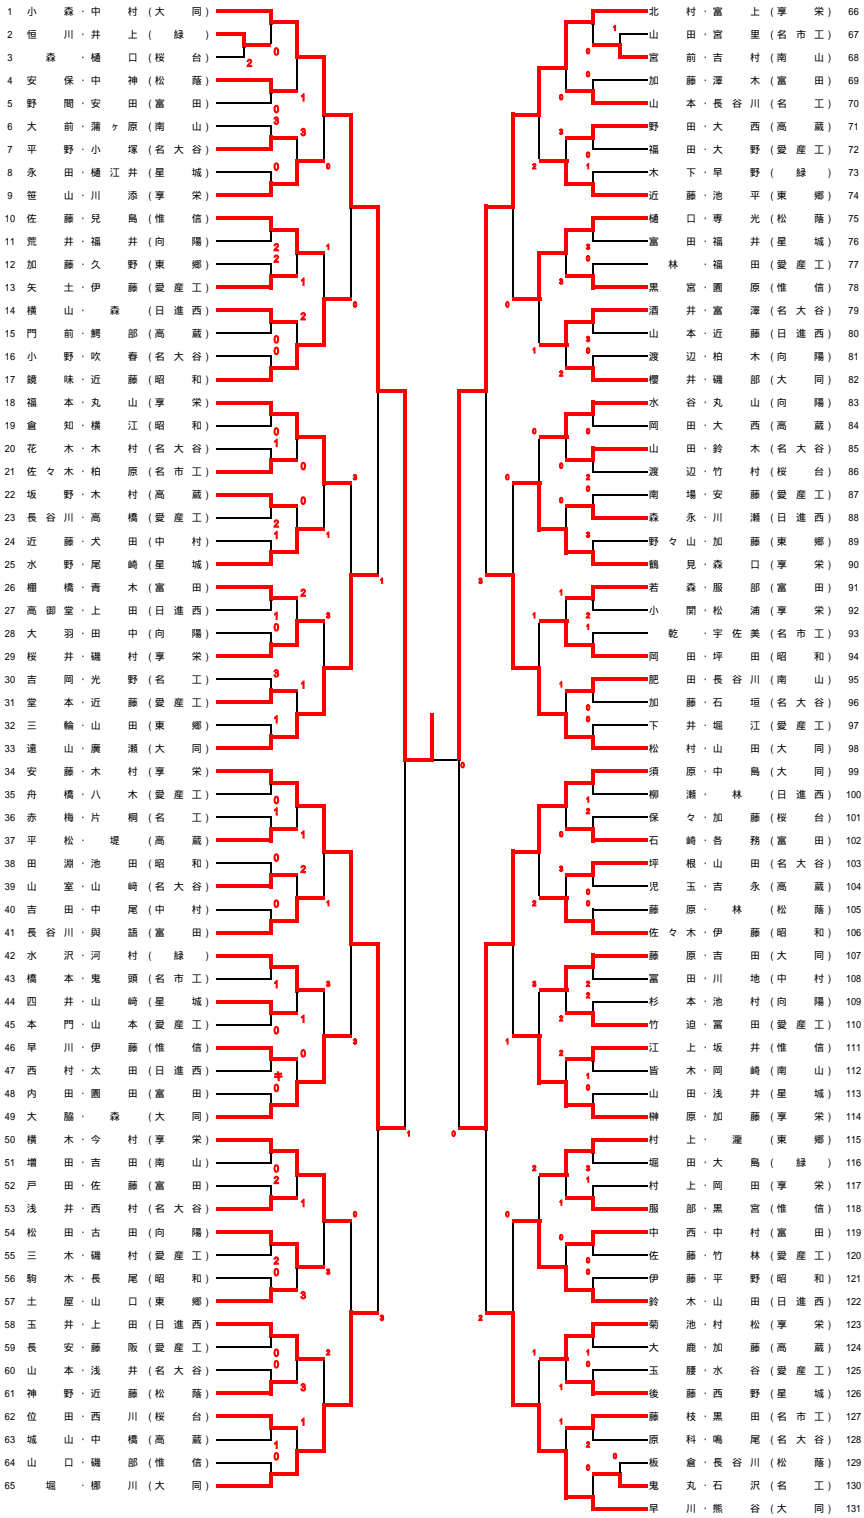 1 小森・中村(大同)
2 恒川・井上(緑)
3 森・樋口(桜台)
4 安保・中神(松蔭)
5 野間・安田(富田)
6 大前・蒲ヶ原(南山)
7 平野・小塚(名大谷)
8 永田・樋江井(星城)
9 笹山・川添(享栄)
10 佐藤・兒島(惟信)
11 荒井・福井(向陽)
12 加藤・久野(東郷)
13 矢土・伊藤(愛産工)
14 横山・森(日進西)
15 門前・鰐部(高蔵)
16 小野・吹春(名大谷)
17 鏡味・近藤(昭和)
18 福本・丸山(享栄)
19 倉知・横江(昭和)
20 花木・木村(名大谷)
21 佐々木・柏原(名市工)
22 坂野・木村(高蔵)
23 長谷川・高橋(愛産工)
24 近藤・犬田(中村)
25 水野・尾崎(星城)
26 棚橋・青木(富田)
27 高御堂・上田(日進西)
28 大羽・田中(向陽)
29 桜井・磯村(享栄)
30 吉岡・光野(名工)
31 堂本・近藤(愛産工)
32 三輪・山田(東郷)
33 遠山・廣瀬(大同)
34 安藤・木村(享栄)
35 舟橋・八木(愛産工)
36 赤梅・片桐(名工)
37 平松・堤(高蔵)
38 田淵・池田(昭和)
39 山室・山﨑(名大谷)
40 吉田・中尾(中村)
41 長谷川・與語(富田)
42 水沢・河村(緑)
43 橋本・鬼頭(名市工)
44 四井・山﨑(星城)
45 本門・山本(愛産工)
46 早川・伊藤(惟信)
47 西村・太田(日進西)
48 内田・園田(富田)
49 大脇・森(大同)
50 横木・今村(享栄)
51 増田・吉田(南山)
52 戸田・佐藤(富田)
53 浅井・西村(名大谷)
54 松田・古田(向陽)
55 三木・磯村(愛産工)
56 駒木・長尾(昭和)
57 土屋・山口(東郷)
58 玉井・上田(日進西)
59 長安・藤阪(愛産工)
60 山本・浅井(名大谷)
61 神野・近藤(松蔭)
62 位田・西川(桜台)
63 城山・中橋(高蔵)
64 山口・磯部(惟信)
65 堀・梛川(大同)
北村・富上(享栄) 66
山田・宮里(名市工) 67
宮前・吉村(南山) 68
加藤・澤木(富田) 69
山本・長谷川(名工) 70
野田・大西(高蔵) 71
福田・大野(愛産工) 72
木下・早野(緑) 73
近藤・池平(東郷) 74
樋口・専光(松蔭) 75
富田・福井(星城) 76
林・福田(愛産工) 77
黒宮・園原(惟信) 78
酒井・富澤(名大谷) 79
山本・近藤(日進西) 80
渡辺・柏木(向陽) 81
櫻井・磯部(大同) 82
水谷・丸山(向陽) 83
岡田・大西(高蔵) 84
山田・鈴木(名大谷) 85
渡辺・竹村(桜台) 86
南場・安藤(愛産工) 87
森永・川瀬(日進西) 88
野々山・加藤(東郷) 89
鶴見・森口(享栄) 90
若森・服部(富田) 91
小関・松浦(享栄) 92
乾・宇佐美(名市工) 93
岡田・坪田(昭和) 94
肥田・長谷川(南山) 95
加藤・石垣(名大谷) 96
下井・堀江(愛産工) 97
松村・山田(大同) 98
須原・中島(大同) 99
柳瀬・林(日進西) 100
保々・加藤(桜台) 101
石崎・各務(富田) 102
坪根・山田(名大谷) 103
児玉・吉永(高蔵) 104
藤原・林(松蔭) 105
佐々木・伊藤(昭和) 106
藤原・吉田(大同) 107
冨田・川地(中村) 108
杉本・池村(向陽) 109
竹迫・冨田(愛産工) 110
江上・坂井(惟信) 111
皆木・岡崎(南山) 112
山田・浅井(星城) 113
榊原・加藤(享栄) 114
村上・瀧(東郷) 115
堀田・大島(緑) 116
村上・岡田(享栄) 117
服部・黒宮(惟信) 118
中西・中村(富田) 119
佐藤・竹林(愛産工) 120
伊藤・平野(昭和) 121
鈴木・山田(日進西) 122
菊池・村松(享栄) 123
大鹿・加藤(高蔵) 124
玉腰・水谷(愛産工) 125
後藤・西野(星城) 126
藤枝・黒田(名市工) 127
原科・鳴尾(名大谷) 128
板倉・長谷川(松蔭) 129
鬼丸・石沢(名工) 130
早川・熊谷(大同) 131